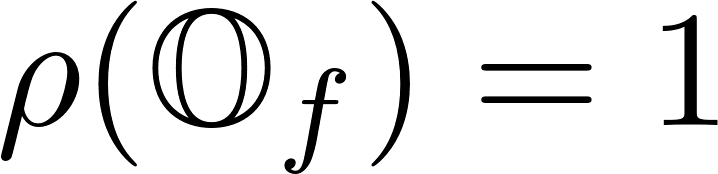 ρ(𝕆_f) = 1